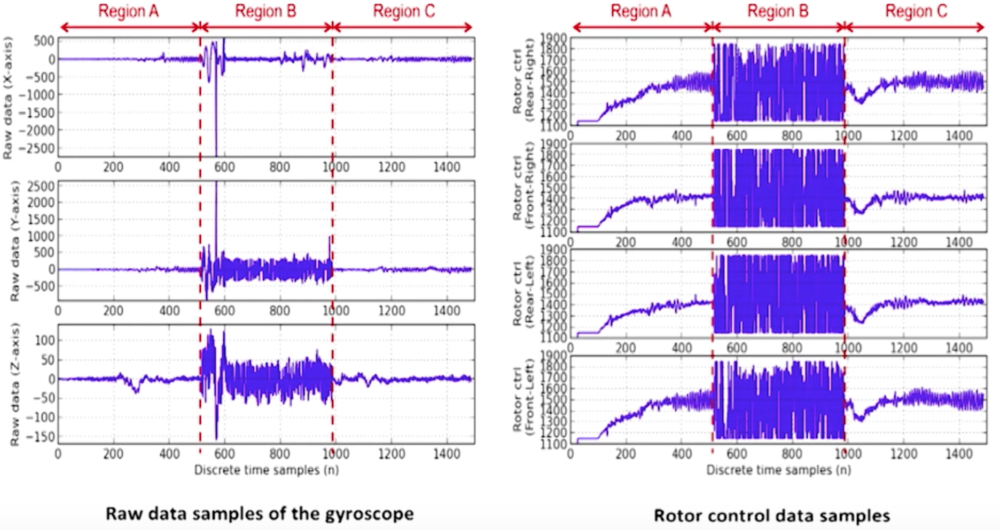 Region A Region B Region C
Raw data (X-axis)
500
0
−500
−1000
−1500
−2000
−2500
0 200 400 600 800 1000 1200 1400
Raw data (Y-axis)
2500
2000
1500
1000
500
0
−500
0 200 400 600 800 1000 1200 1400
Raw data (Z-axis)
100
50
0
−50
−100
−150
0 200 400 600 800 1000 1200 1400
Discrete time samples (n)
Raw data samples of the gyroscope
Region A Region B Region C
Rotor ctrl
(Rear-Right)
1900
1800
1700
1600
1500
1400
1300
1200
1100
0 200 400 600 800 1000 1200 1400
Rotor ctrl
(Front-Right)
1900
1800
1700
1600
1500
1400
1300
1200
1100
0 200 400 600 800 1000 1200 1400
Rotor ctrl
(Rear-Left)
1900
1800
1700
1600
1500
1400
1300
1200
1100
0 200 400 600 800 1000 1200 1400
Rotor ctrl
(Front-Left)
1900
1800
1700
1600
1500
1400
1300
1200
1100
0 200 400 600 800 1000 1200 1400
Discrete time samples (n)
Rotor control data samples